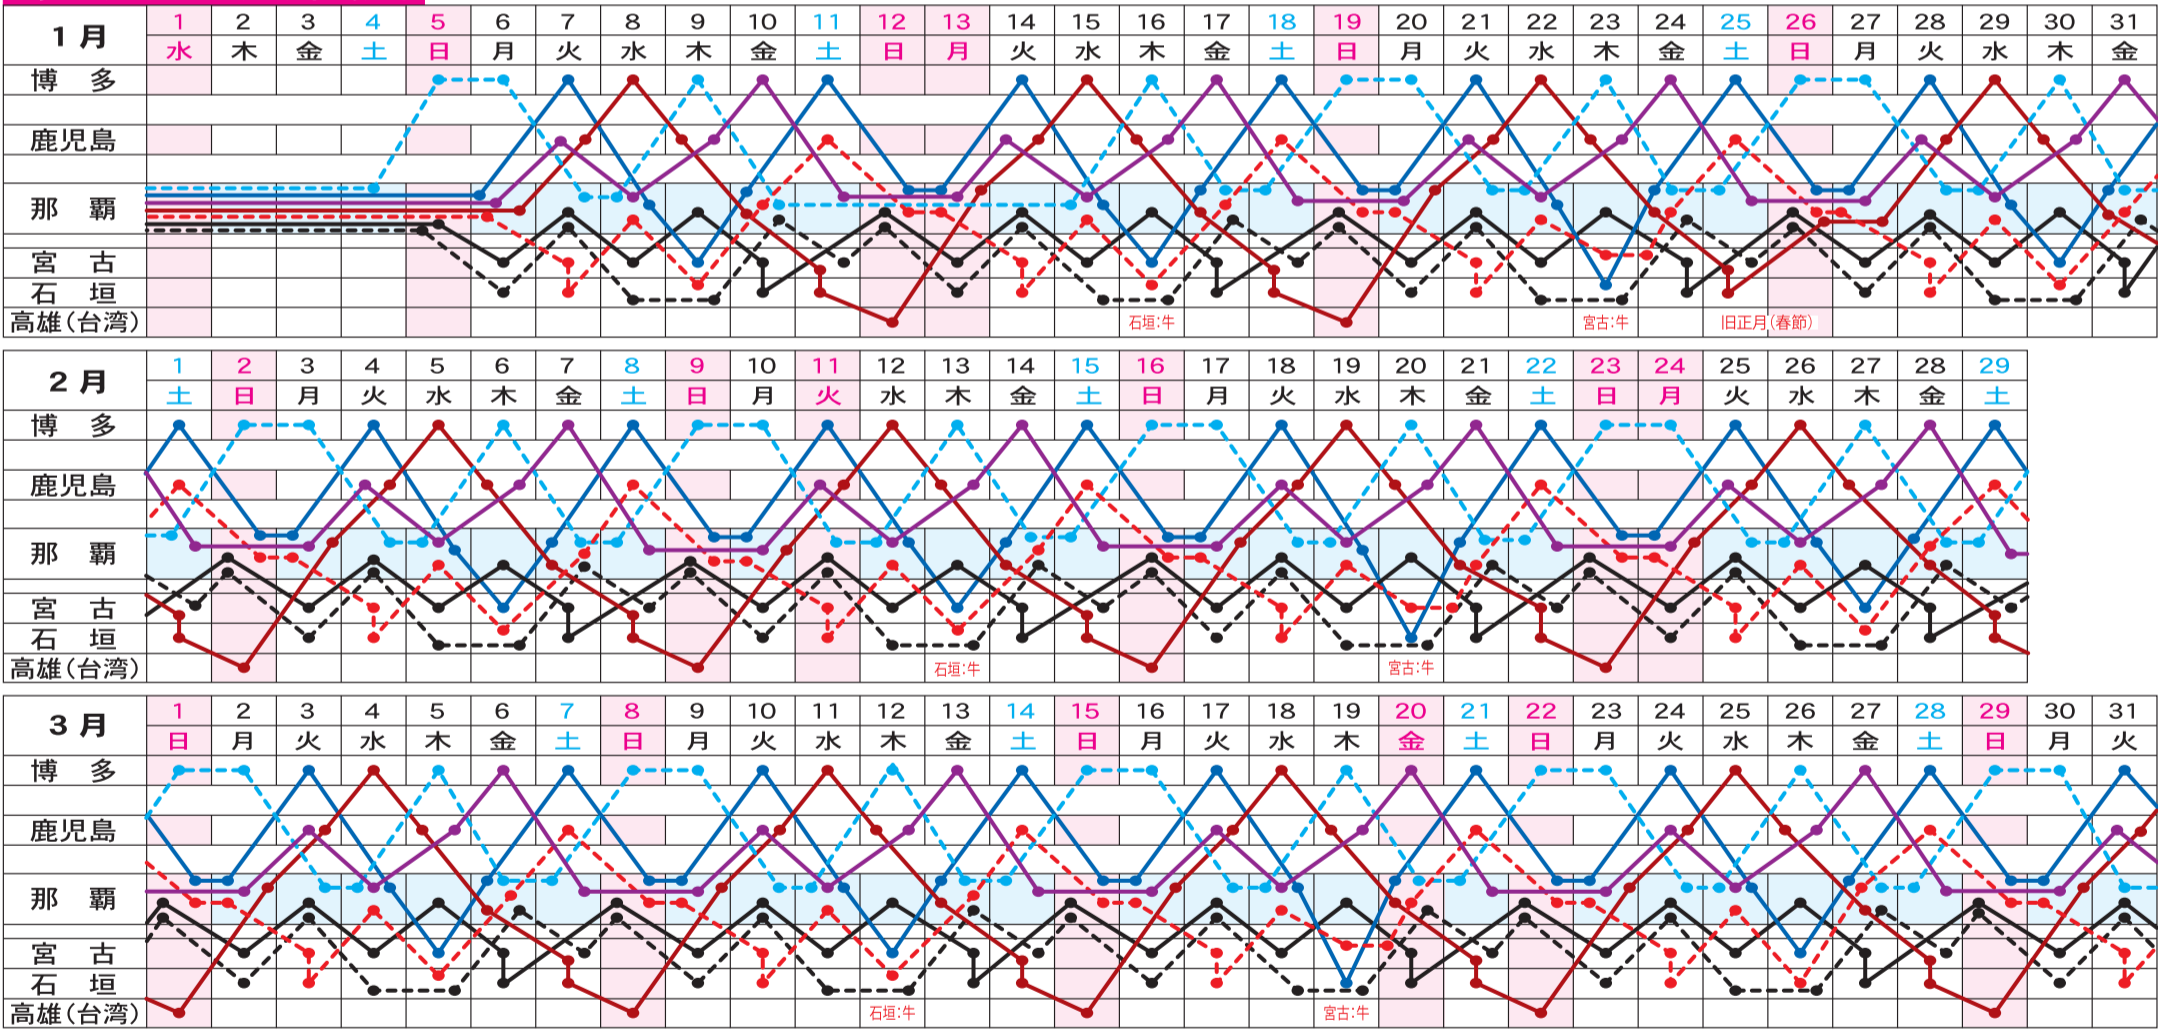 1月 1 2 3 4 5 6 7 8 9 10 11 12 13 14 15 16 17 18 19 20 21 22 23 24 25 26 27 28 29 30 31
水 木 金 土 日 月 火 水 木 金 土 日 月 火 水 木 金 土 日 月 火 水 木 金 土 日 月 火 水 木 金
博多
鹿児島
那覇
宮古
石垣
高雄(台湾) 石垣:牛 宮古:牛 旧正月(春節)
2月 1 2 3 4 5 6 7 8 9 10 11 12 13 14 15 16 17 18 19 20 21 22 23 24 25 26 27 28 29
土 日 月 火 水 木 金 土 日 月 火 水 木 金 土 日 月 火 水 木 金 土 日 月 火 水 木 金 土
博多
鹿児島
那覇
宮古
石垣
高雄(台湾) 石垣:牛 宮古:牛
3月 1 2 3 4 5 6 7 8 9 10 11 12 13 14 15 16 17 18 19 20 21 22 23 24 25 26 27 28 29 30 31
日 月 火 水 木 金 土 日 月 火 水 木 金 土 日 月 火 水 木 金 土 日 月 火 水 木 金 土 日 月 火
博多
鹿児島
那覇
宮古
石垣
高雄(台湾) 石垣:牛 宮古:牛